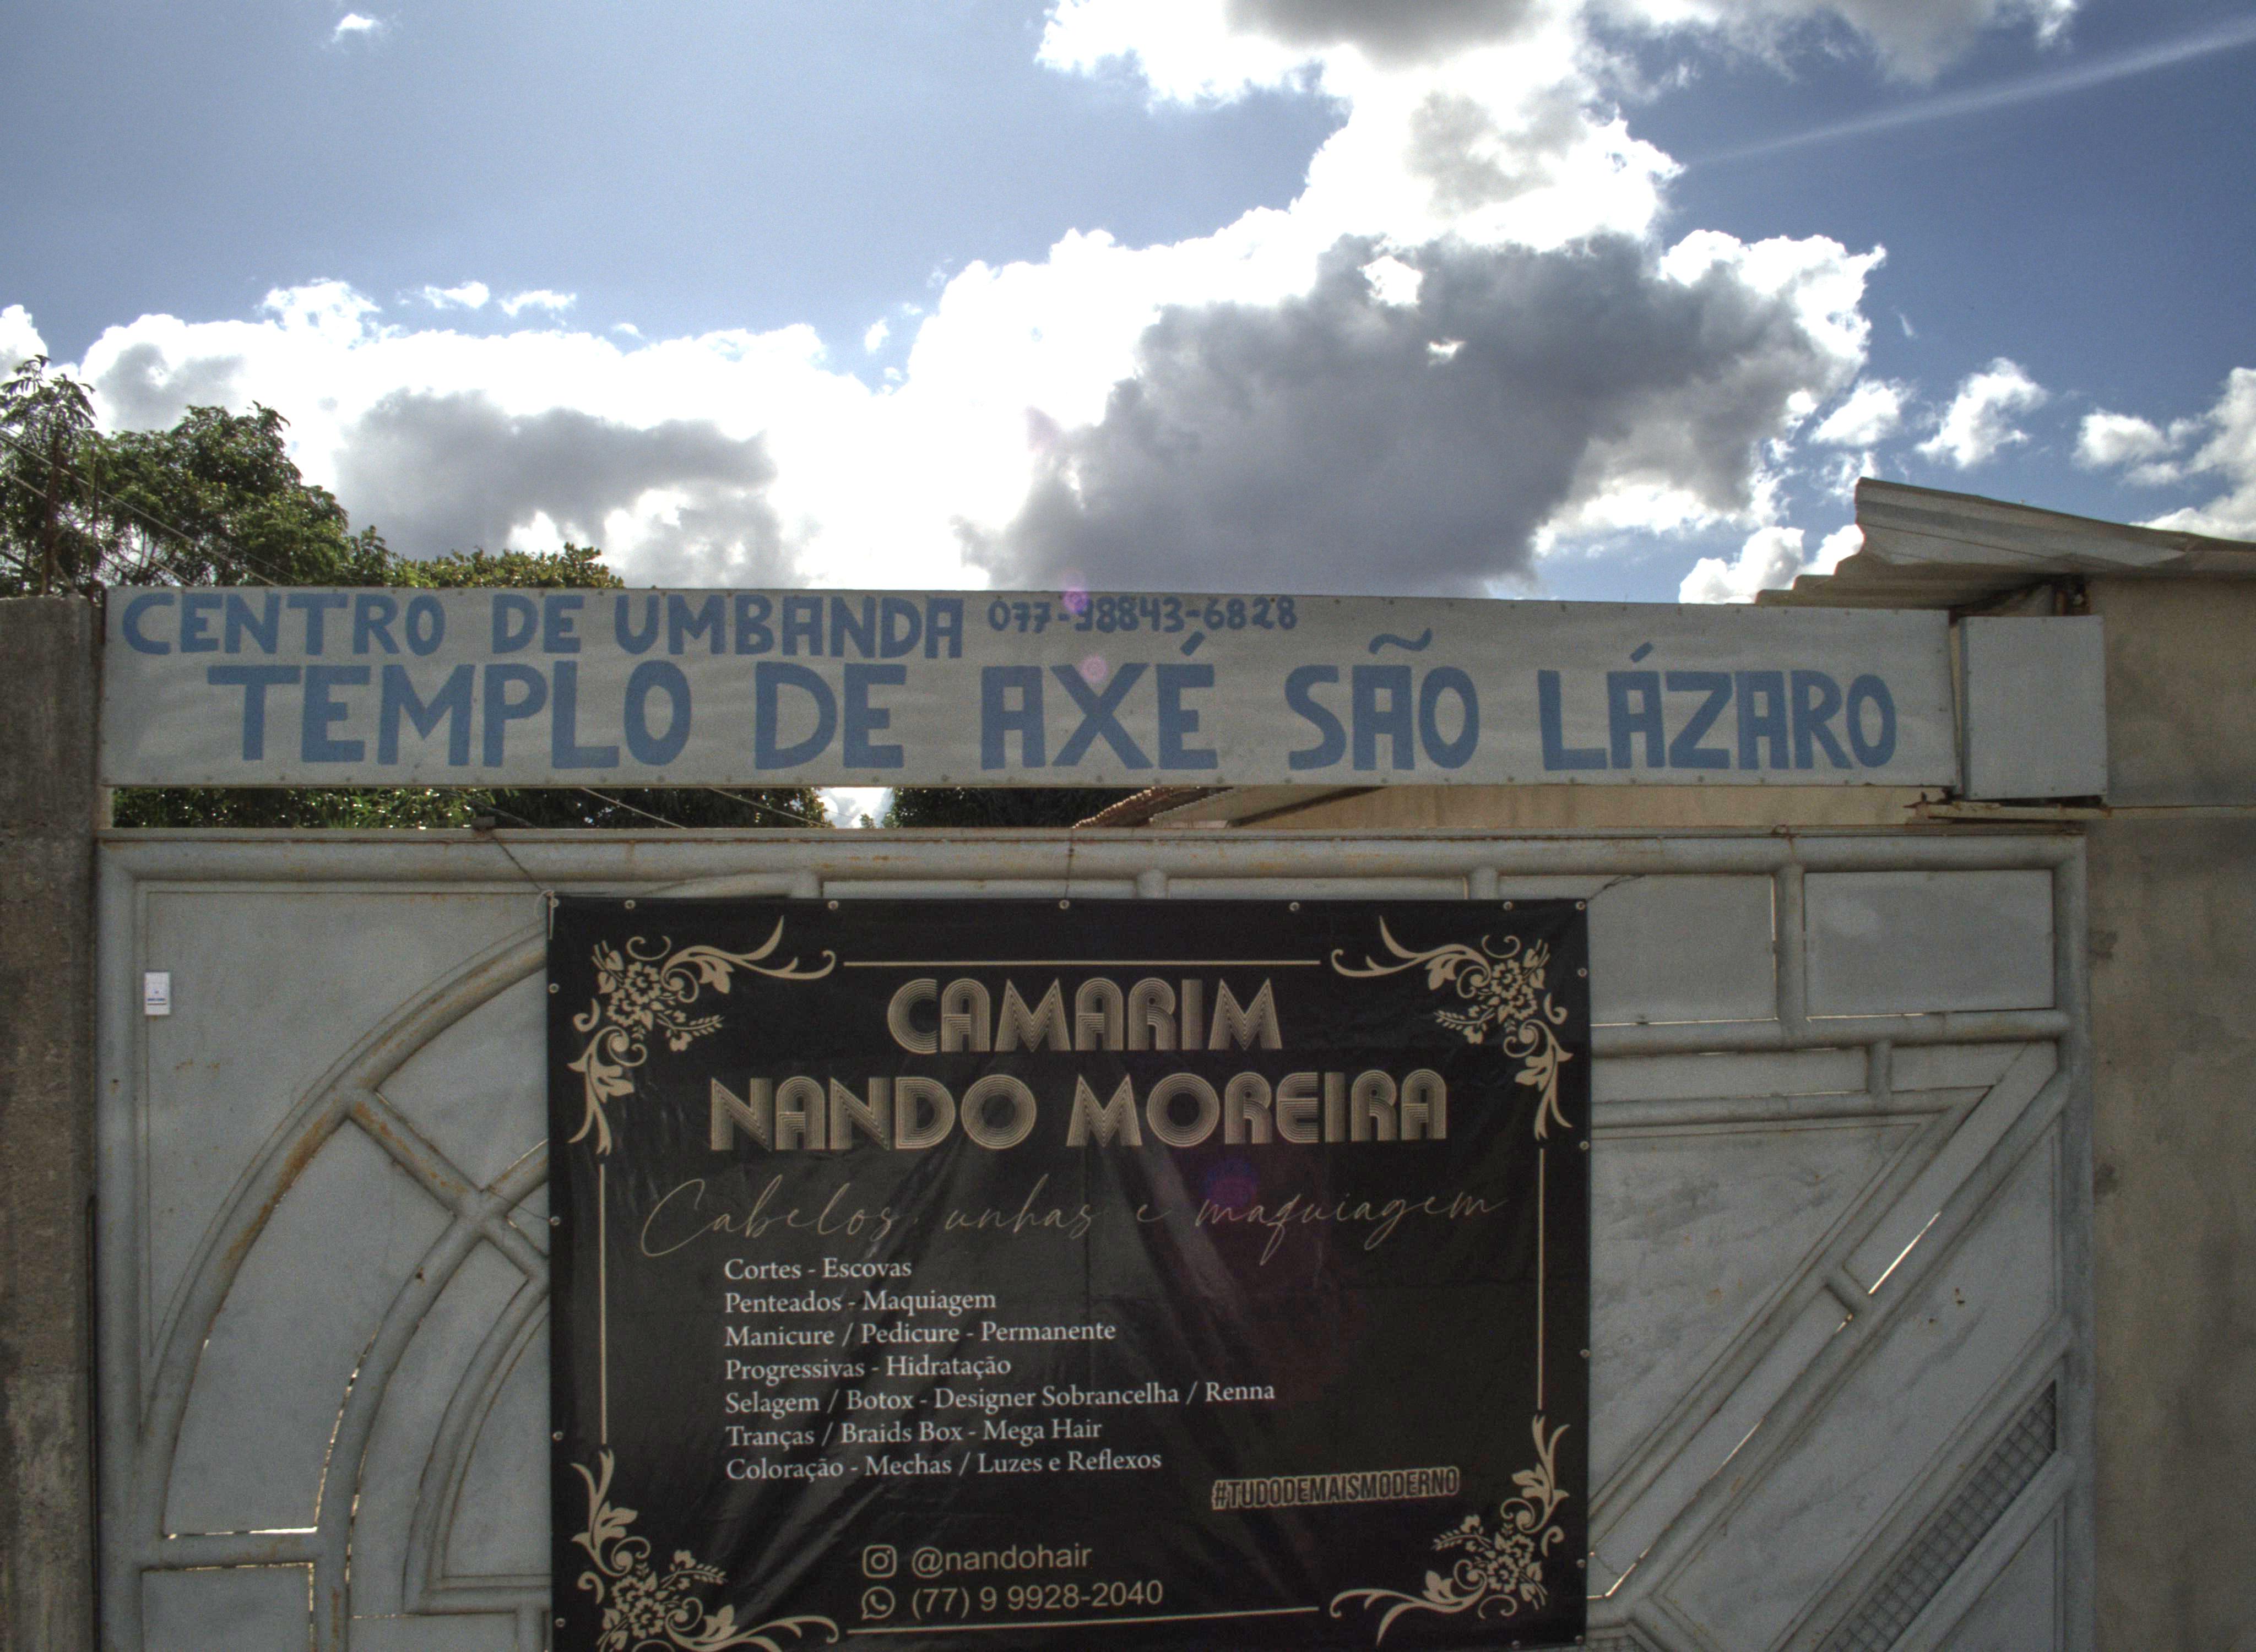 CENTRO DE UMBANDA 077-98843-6828
TEMPLO DE AXÉ SÃO LÁZARO
CAMARIM
NANDO MOREIRA
Cabelos, unhas e maquiagem
Cortes - Escovas
Penteados - Maquiagem
Manicure / Pedicure - Permanente
Progressivas - Hidratação
Selagem / Botox - Designer Sobrancelha / Renna
Tranças / Braids Box - Mega Hair
Coloração - Mechas / Luzes e Reflexos
#TUDODEMAISMODERNO
@nandohair
(77) 9 9928-2040